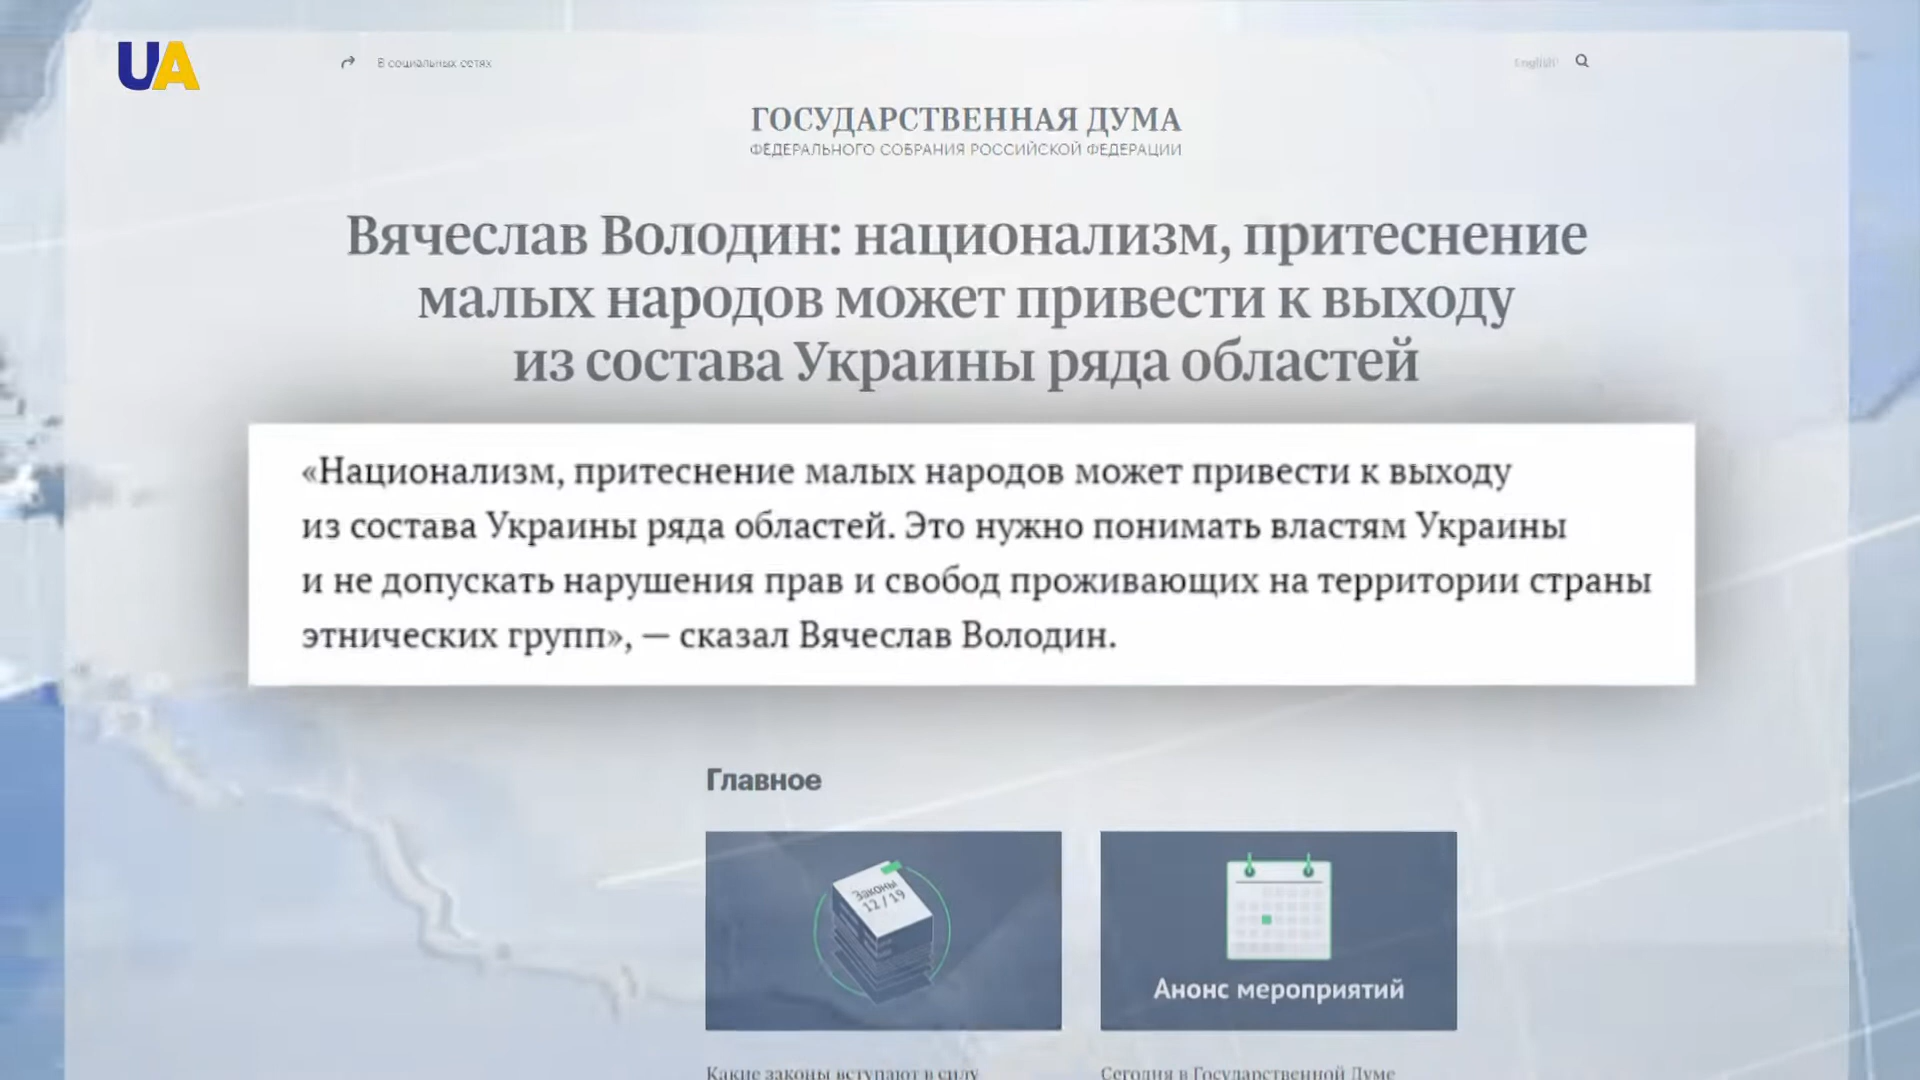 UA
В социальных сетях
English
ГОСУДАРСТВЕННАЯ ДУМА
ФЕДЕРАЛЬНОГО СОБРАНИЯ РОССИЙСКОЙ ФЕДЕРАЦИИ
Вячеслав Володин: национализм, притеснение
малых народов может привести к выходу
из состава Украины ряда областей
«Национализм, притеснение малых народов может привести к выходу
из состава Украины ряда областей. Это нужно понимать властям Украины
и не допускать нарушения прав и свобод проживающих на территории страны
этнических групп», — сказал Вячеслав Володин.
Главное
Законы
12 / 19
Анонс мероприятий
Какие законы вступают в силу
Сегодня в Государственной Думе